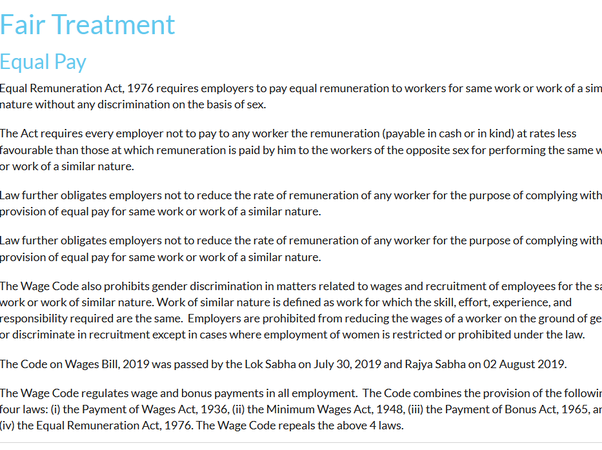 Fair Treatment
Equal Pay
Equal Remuneration Act, 1976 requires employers to pay equal remuneration to workers for same work or work of a sim
nature without any discrimination on the basis of sex.
The Act requires every employer not to pay to any worker the remuneration (payable in cash or in kind) at rates less
favourable than those at which remuneration is paid by him to the workers of the opposite sex for performing the same w
or work of a similar nature.
Law further obligates employers not to reduce the rate of remuneration of any worker for the purpose of complying with
provision of equal pay for same work or work of a similar nature.
Law further obligates employers not to reduce the rate of remuneration of any worker for the purpose of complying with
provision of equal pay for same work or work of a similar nature.
The Wage Code also prohibits gender discrimination in matters related to wages and recruitment of employees for the sa
work or work of similar nature. Work of similar nature is defined as work for which the skill, effort, experience, and
responsibility required are the same. Employers are prohibited from reducing the wages of a worker on the ground of ge
or discriminate in recruitment except in cases where employment of women is restricted or prohibited under the law.
The Code on Wages Bill, 2019 was passed by the Lok Sabha on July 30, 2019 and Rajya Sabha on 02 August 2019.
The Wage Code regulates wage and bonus payments in all employment. The Code combines the provision of the followin
four laws: (i) the Payment of Wages Act, 1936, (ii) the Minimum Wages Act, 1948, (iii) the Payment of Bonus Act, 1965, an
(iv) the Equal Remuneration Act, 1976. The Wage Code repeals the above 4 laws.